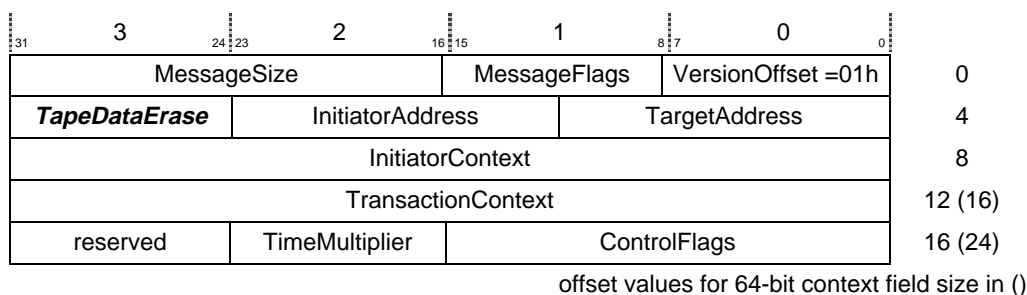 3 2 1 0
31 24 23 16 15 8 7 0
MessageSize MessageFlags VersionOffset =01h 0
TapeDataErase InitiatorAddress TargetAddress 4
InitiatorContext 8
TransactionContext 12 (16)
reserved TimeMultiplier ControlFlags 16 (24)
offset values for 64-bit context field size in ()